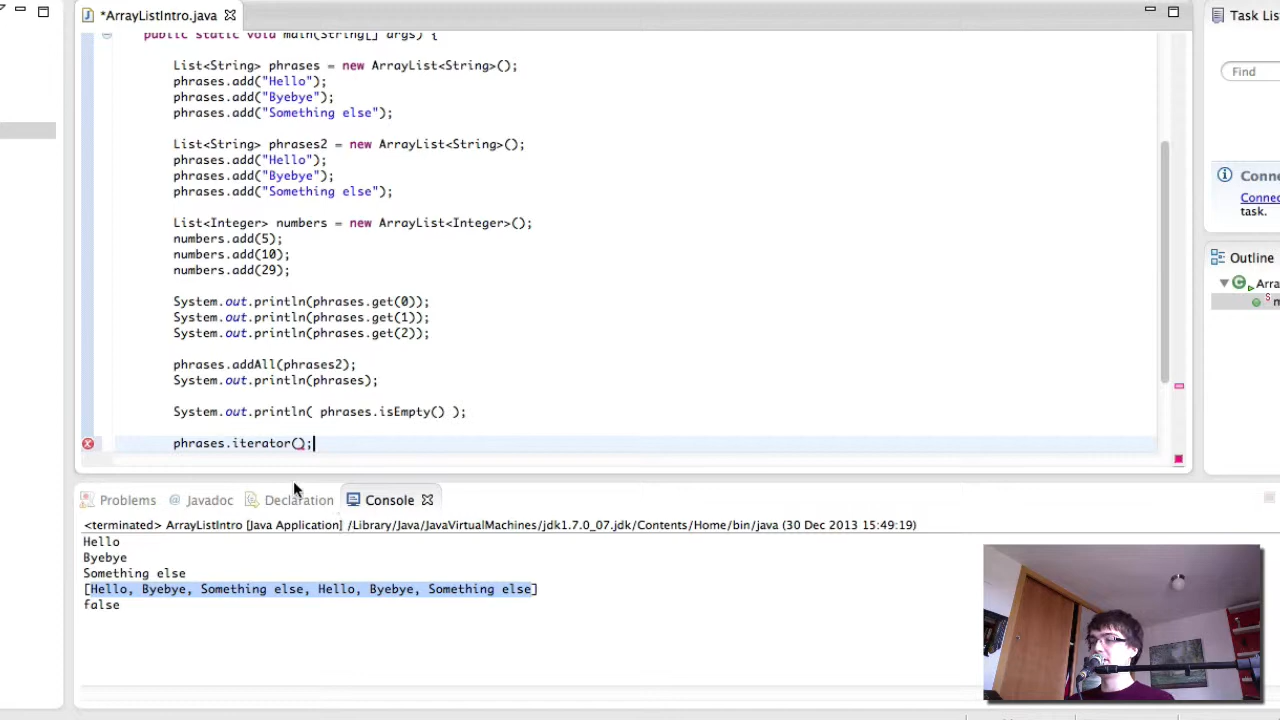 *ArrayListIntro.java
public static void main(String[] args) {
List<String> phrases = new ArrayList<String>();
phrases.add("Hello");
phrases.add("Byebye");
phrases.add("Something else");
List<String> phrases2 = new ArrayList<String>();
phrases.add("Hello");
phrases.add("Byebye");
phrases.add("Something else");
List<Integer> numbers = new ArrayList<Integer>();
numbers.add(5);
numbers.add(10);
numbers.add(29);
System.out.println(phrases.get(0));
System.out.println(phrases.get(1));
System.out.println(phrases.get(2));
phrases.addAll(phrases2);
System.out.println(phrases);
System.out.println( phrases.isEmpty() );
phrases.iterator();
Problems @ Javadoc Declaration Console
<terminated> ArrayListIntro [Java Application] /Library/Java/JavaVirtualMachines/jdk1.7.0_07.jdk/Contents/Home/bin/java (30 Dec 2013 15:49:19)
Hello
Byebye
Something else
[Hello, Byebye, Something else, Hello, Byebye, Something else]
false
Task Lis
Find
Conne
Connec
task.
Outline
Arra
m